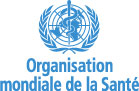 Organisation
mondiale de la Santé